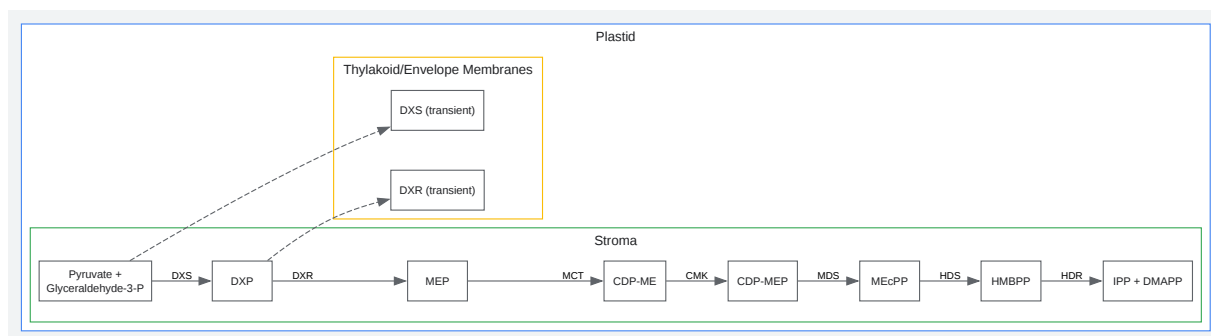 Plastid
Thylakoid/Envelope Membranes
DXS (transient)
DXR (transient)
Stroma
Pyruvate +
Glyceraldehyde-3-P
DXS
DXP
DXR
MEP
MCT
CDP-ME
CMK
CDP-MEP
MDS
MEcPP
HDS
HMBPP
HDR
IPP + DMAPP